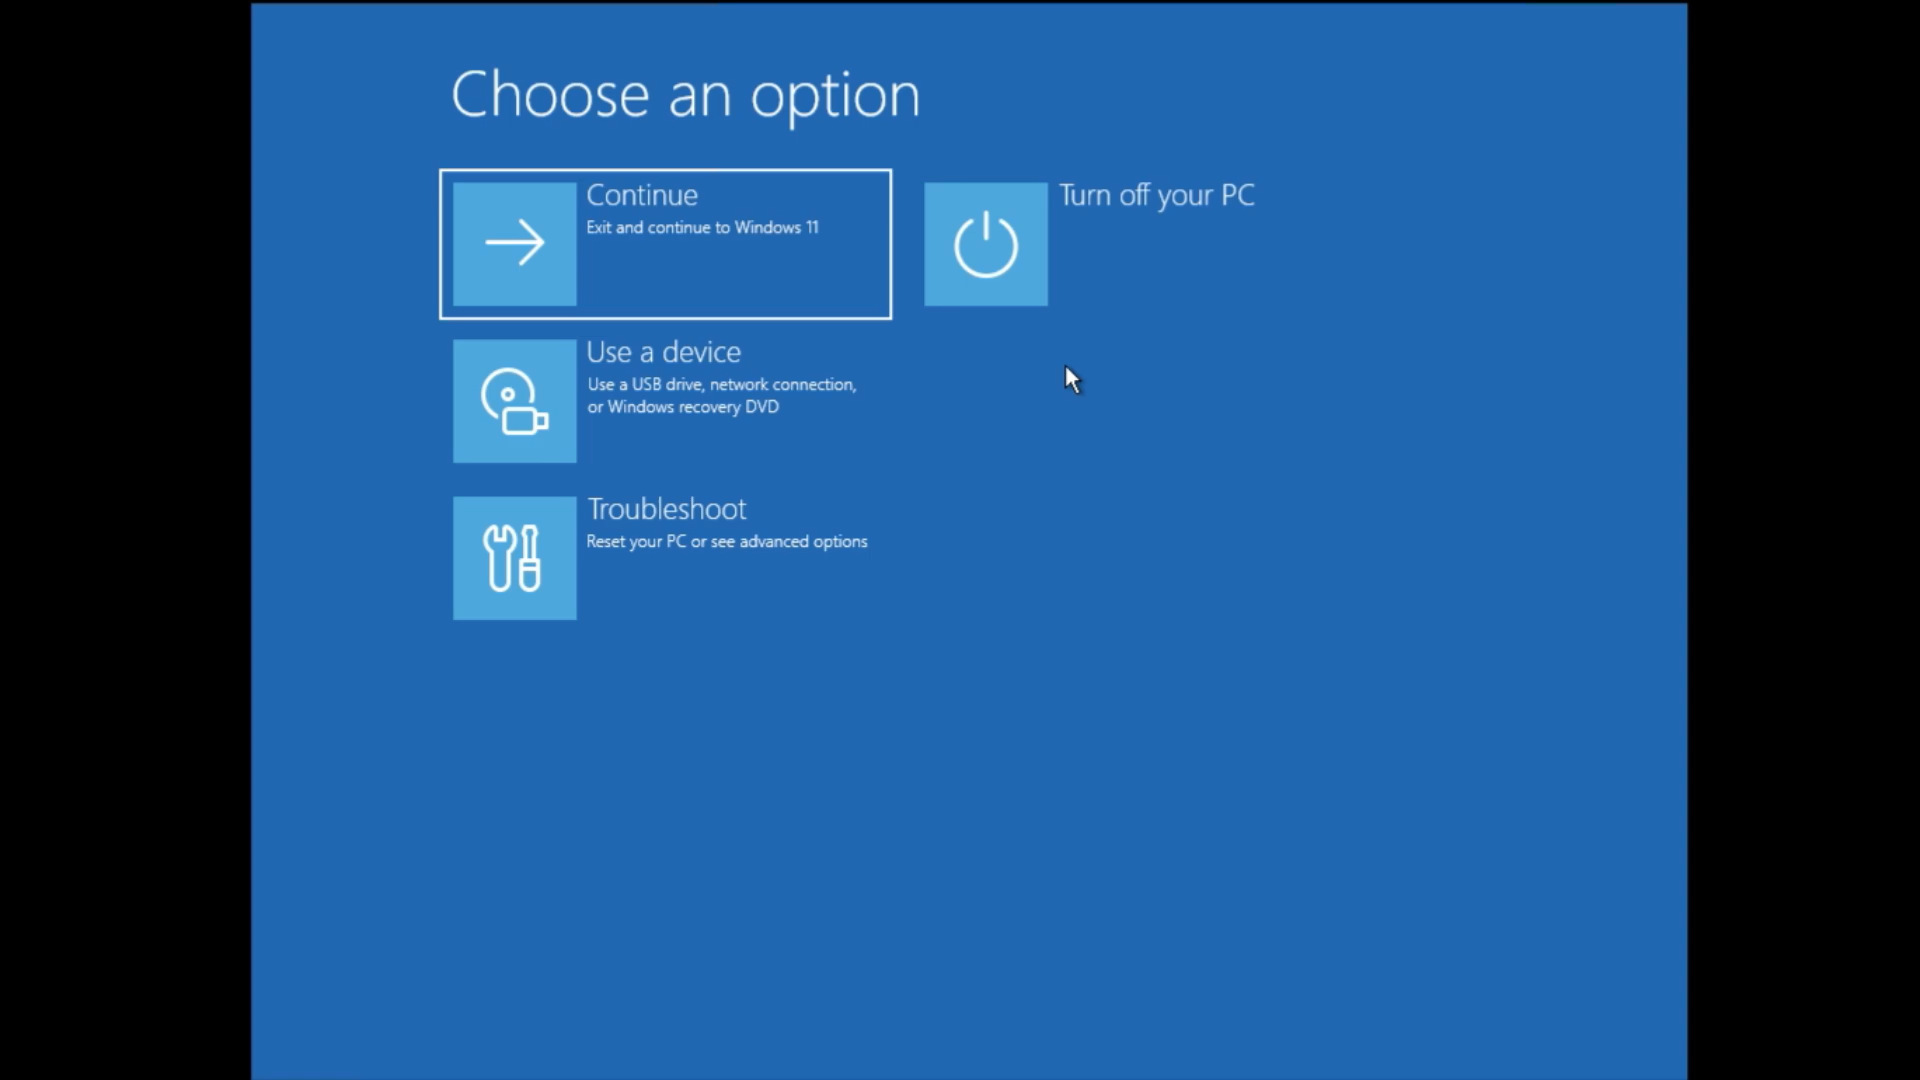 Choose an option
Continue
Exit and continue to Windows 11
Turn off your PC
Use a device
Use a USB drive, network connection,
or Windows recovery DVD
Troubleshoot
Reset your PC or see advanced options